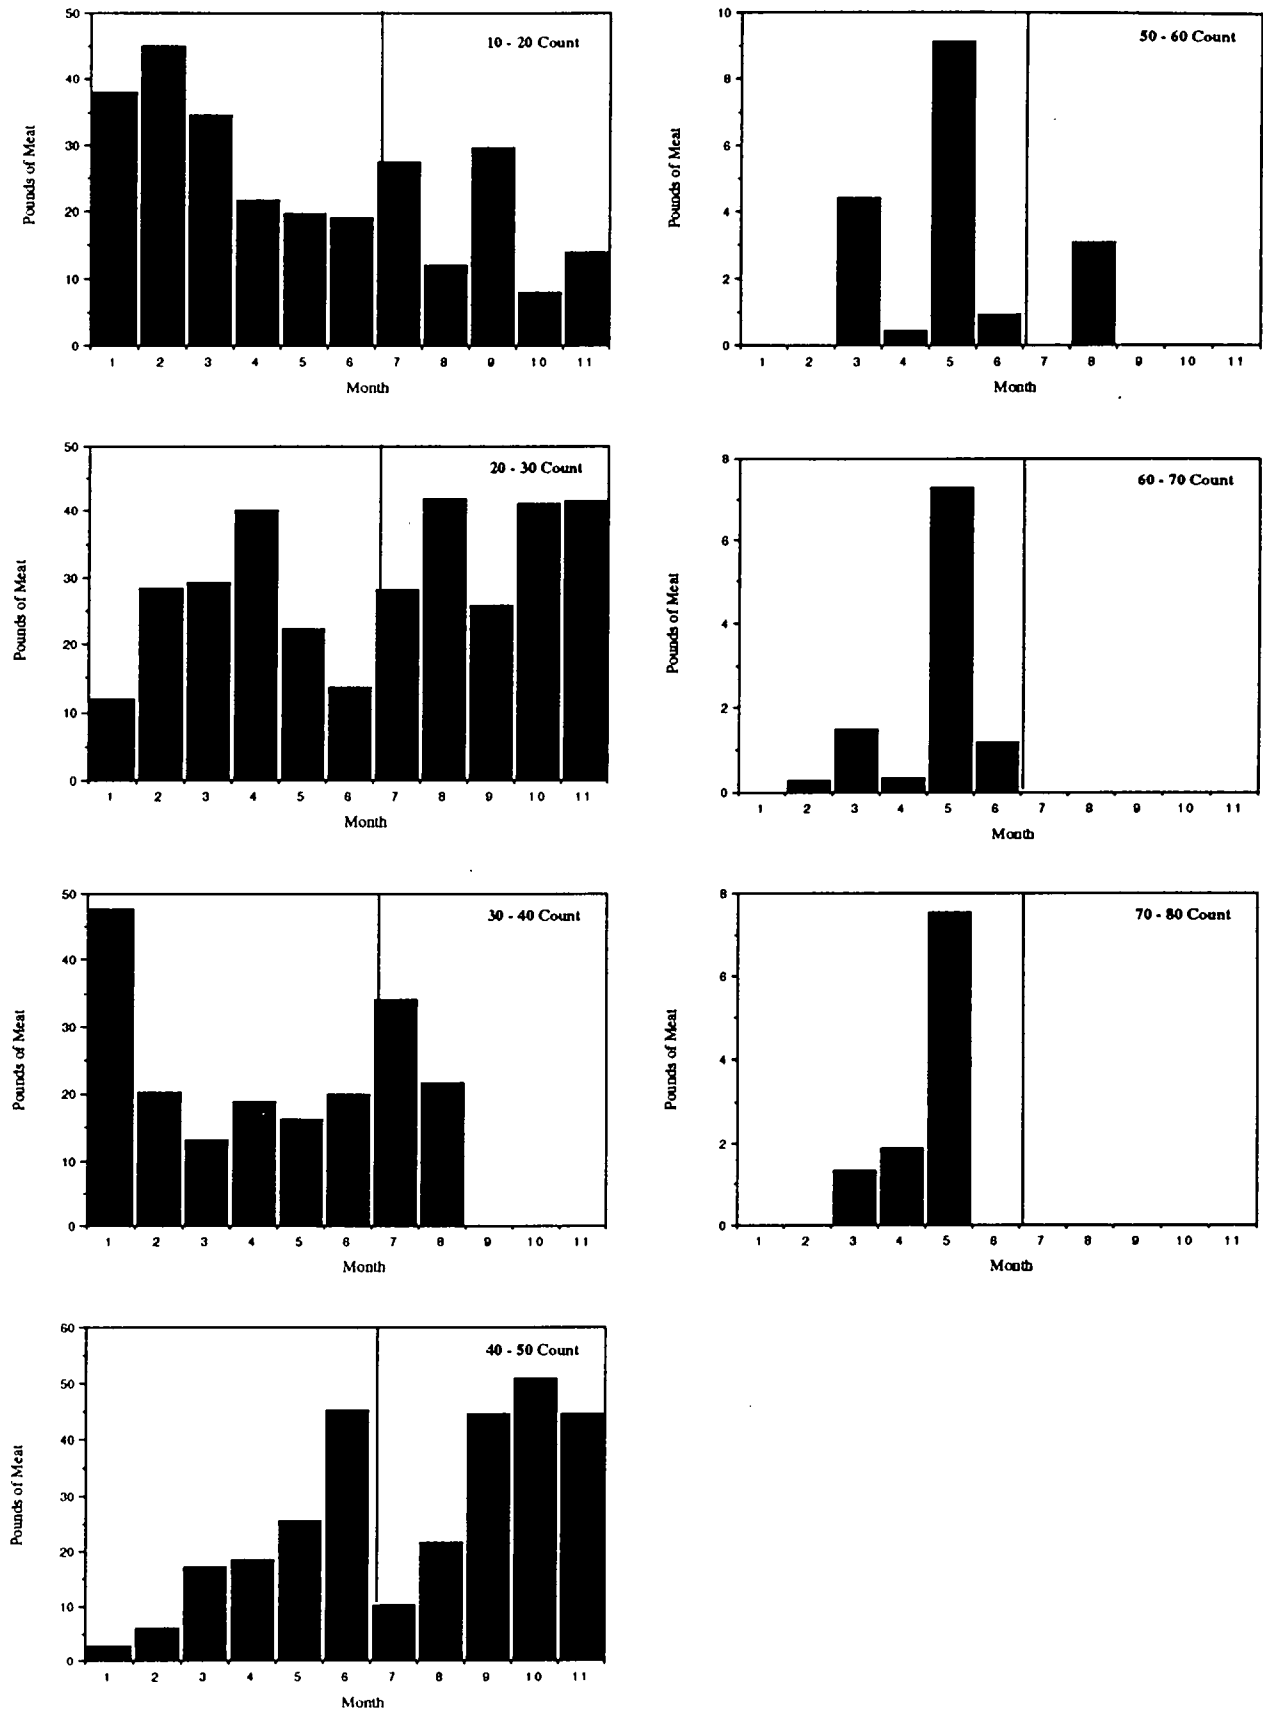 10 - 20 Count
Pounds of Meat
50
40
30
20
10
0
1 2 3 4 5 6 7 8 9 10 11
Month
20 - 30 Count
Pounds of Meat
50
40
30
20
10
0
1 2 3 4 5 6 7 8 9 10 11
Month
30 - 40 Count
Pounds of Meat
50
40
30
20
10
0
1 2 3 4 5 6 7 8 9 10 11
Month
40 - 50 Count
Pounds of Meat
60
50
40
30
20
10
0
1 2 3 4 5 6 7 8 9 10 11
Month
50 - 60 Count
Pounds of Meat
10
8
6
4
2
0
1 2 3 4 5 6 7 8 9 10 11
Month
60 - 70 Count
Pounds of Meat
8
6
4
2
0
1 2 3 4 5 6 7 8 9 10 11
Month
70 - 80 Count
Pounds of Meat
8
6
4
2
0
1 2 3 4 5 6 7 8 9 10 11
Month